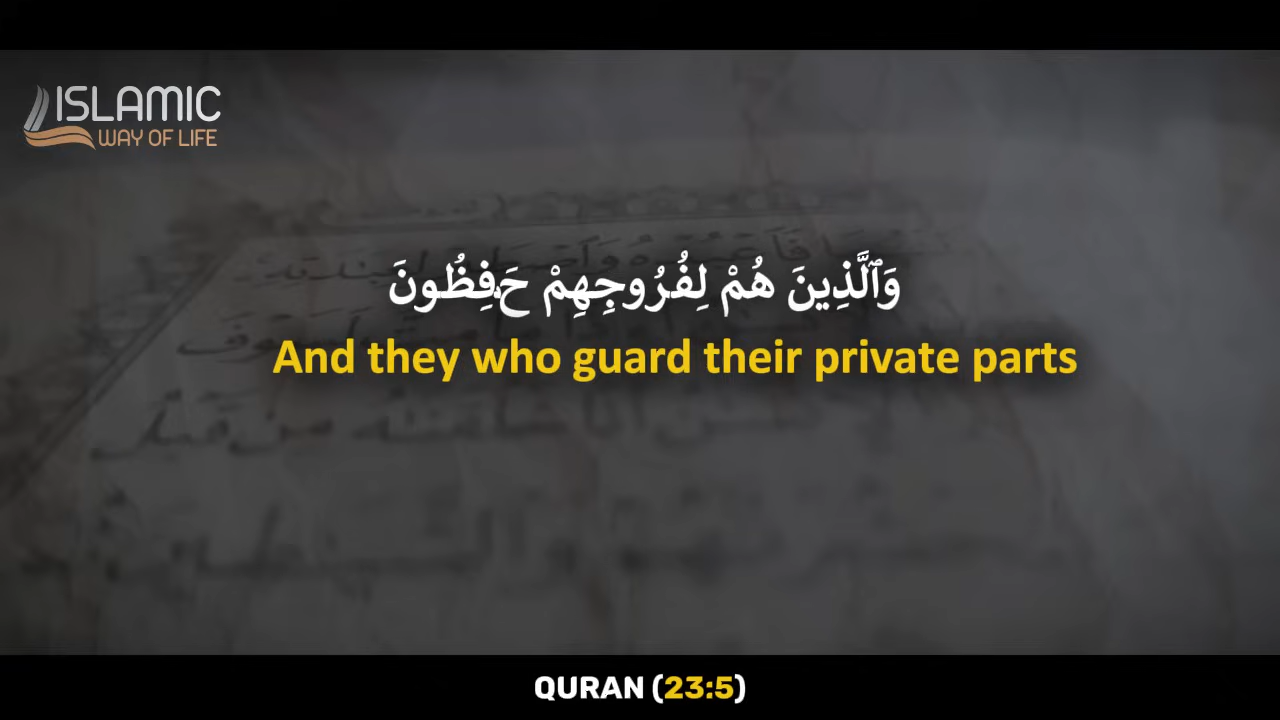 ISLAMIC
WAY OF LIFE
وَٱلَّذِينَ هُمْ لِفُرُوجِهِمْ حَـٰفِظُونَ
And they who guard their private parts
QURAN (23:5)